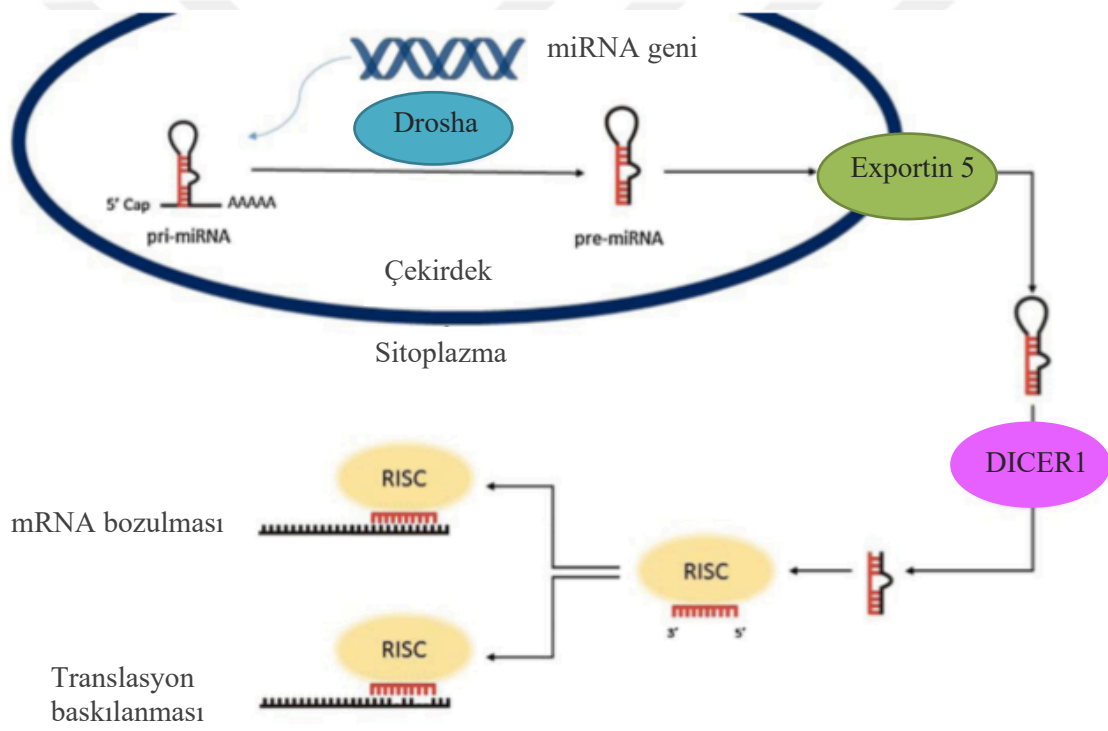 miRNA geni
Drosha
Exportin 5
5' Cap
AAAAA
pri-miRNA
pre-miRNA
Çekirdek
Sitoplazma
DICER1
RISC
mRNA bozulması
RISC
3'
5'
RISC
Translasyon
baskılanması